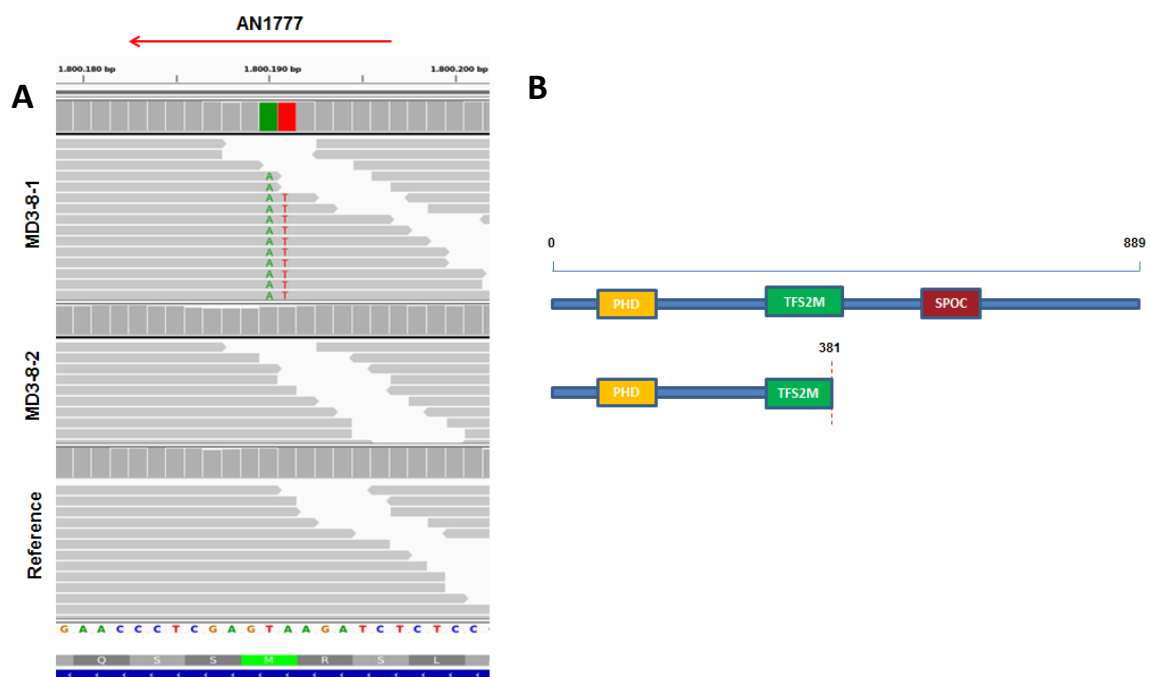 AN1777
1.800.180 bp 1.800.190 bp 1.800.200 bp
A
MD3-8-1
A
A
A T
A T
A T
A T
A T
A T
A T
A T
A T
A T
MD3-8-2
Reference
G A A C C C T C G A G T A A G A T C T C T C C
Q S S M R S L
B
0 889
PHD TFS2M SPOC
381
PHD TFS2M